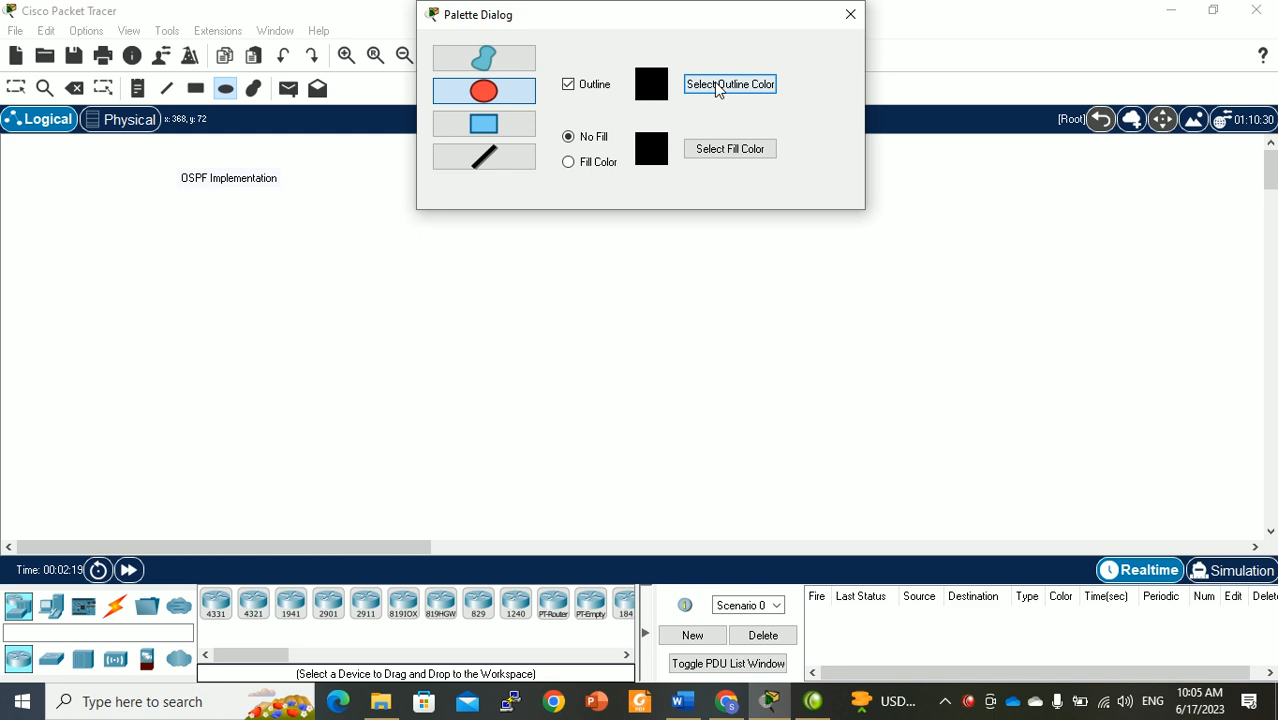 Cisco Packet Tracer
Palette Dialog
File Edit Options View Tools Extensions Window Help
Outline
Select Outline Color
No Fill
Select Fill Color
Fill Color
Logical Physical x: 368, y: 72
[Root] 01:10:30
OSPF Implementation
Time: 00:02:19
Realtime Simulation
4331 4321 1941 2901 2911 819IOX 819HGW 829 1240 PT-Router PT-Empty 184
(Select a Device to Drag and Drop to the Workspace)
Scenario 0
New Delete
Toggle PDU List Window
Fire Last Status Source Destination Type Color Time(sec) Periodic Num Edit Delet
Type here to search
USD...
ENG
10:05 AM
6/17/2023